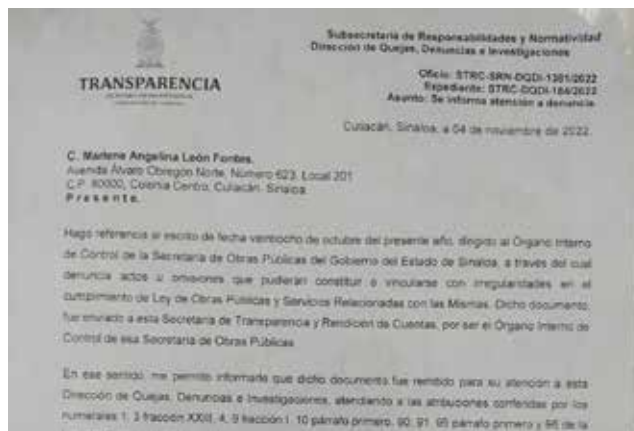 Subsecretaría de Responsabilidades y Normatividad
Dirección de Quejas, Denuncias e Investigaciones
TRANSPARENCIA
Oficio: STRC-SRN-DQDI-1381/2022
Expediente: STRC-DQDI-184/2022
Asunto: Se informa atención a denuncia
Culiacán, Sinaloa, a 04 de noviembre de 2022.
C. Marlene Angelina León Fontes.
Avenida Álvaro Obregón Norte, Número 623, Local 201
C.P. 80000, Colonia Centro, Culiacán, Sinaloa
Presente.
Hago referencia al escrito de fecha veintiocho de octubre del presente año, dirigido al Órgano Interno
de Control de la Secretaría de Obras Públicas del Gobierno del Estado de Sinaloa, a través del cual
denuncia actos u omisiones que pudieran constituir o vincularse con irregularidades en el
cumplimiento de Ley de Obras Públicas y Servicios Relacionadas con las Mismas. Dicho documento,
fue enviado a esta Secretaría de Transparencia y Rendición de Cuentas, por ser el Órgano Interno de
Control de esa Secretaría de Obras Públicas.
En ese sentido, me permito informarle que dicho documento fue remitido para su atención a esta
Dirección de Quejas, Denuncias e Investigaciones, atendiendo a las atribuciones conferidas por los
numerales 1, 3 fracción XXIII, 4, 9 fracción I, 10 párrafo primero, 90, 91, 95 párrafo primero y 96 de la